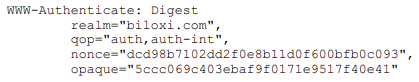 WWW-Authenticate: Digest
realm="biloxi.com",
qop="auth,auth-int",
nonce="dcd98b7102dd2f0e8b11d0f600bfb0c093",
opaque="5ccc069c403ebaf9f0171e9517f40e41"